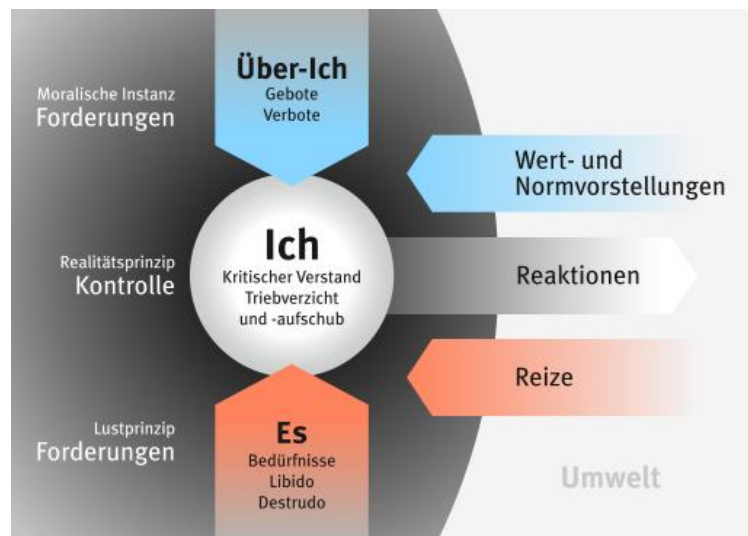 Moralische Instanz
Forderungen
Über-Ich
Gebote
Verbote
Wert- und
Normvorstellungen
Realitätsprinzip
Kontrolle
Ich
Kritischer Verstand
Triebverzicht
und -aufschub
Reaktionen
Reize
Lustprinzip
Forderungen
Es
Bedürfnisse
Libido
Destrudo
Umwelt